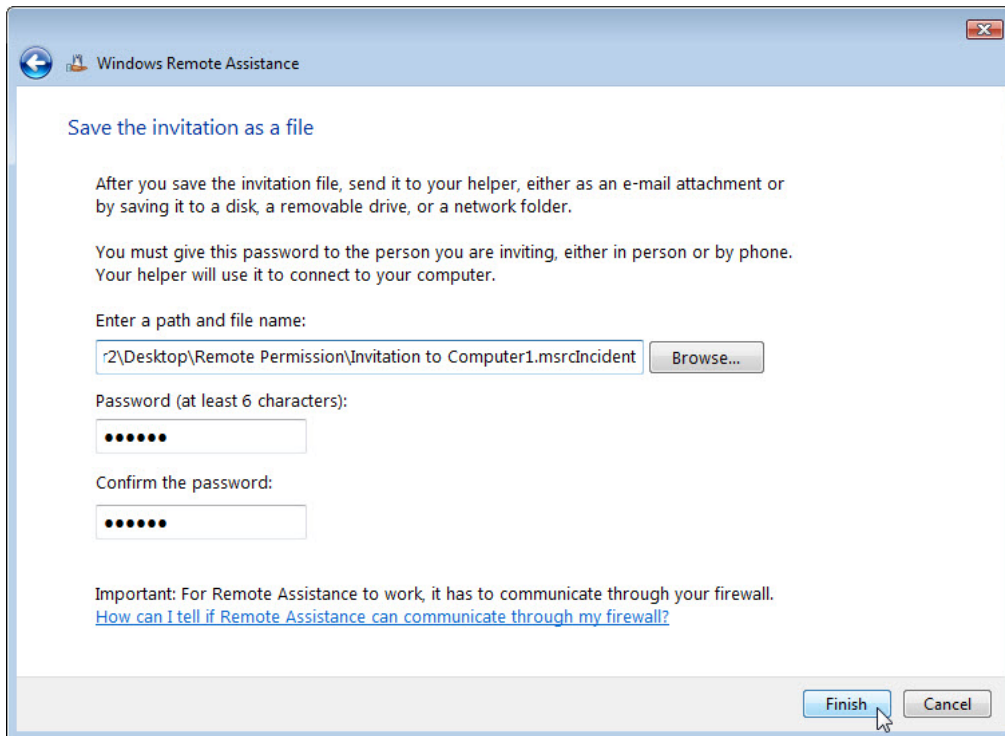 Windows Remote Assistance
Save the invitation as a file
After you save the invitation file, send it to your helper, either as an e-mail attachment or
by saving it to a disk, a removable drive, or a network folder.
You must give this password to the person you are inviting, either in person or by phone.
Your helper will use it to connect to your computer.
Enter a path and file name:
r2\Desktop\Remote Permission\Invitation to Computer1.msrcIncident
Browse...
Password (at least 6 characters):
••••••
Confirm the password:
••••••
Important: For Remote Assistance to work, it has to communicate through your firewall.
How can I tell if Remote Assistance can communicate through my firewall?
Finish
Cancel